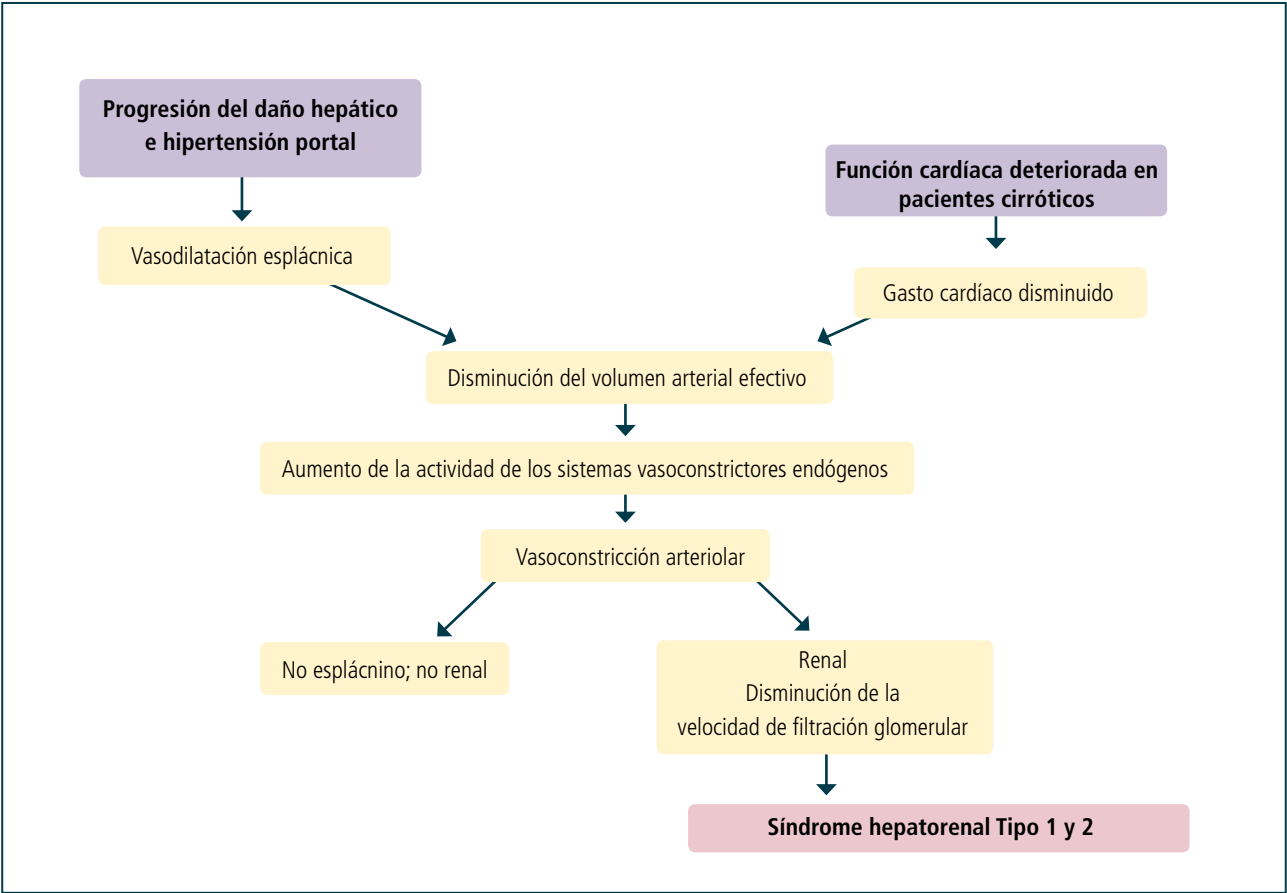 Progresión del daño hepático
e hipertensión portal
Función cardíaca deteriorada en
pacientes cirróticos
Vasodilatación esplácnica
Gasto cardíaco disminuido
Disminución del volumen arterial efectivo
Aumento de la actividad de los sistemas vasoconstrictores endógenos
Vasoconstricción arteriolar
No esplácnino; no renal
Renal
Disminución de la
velocidad de filtración glomerular
Síndrome hepatorenal Tipo 1 y 2